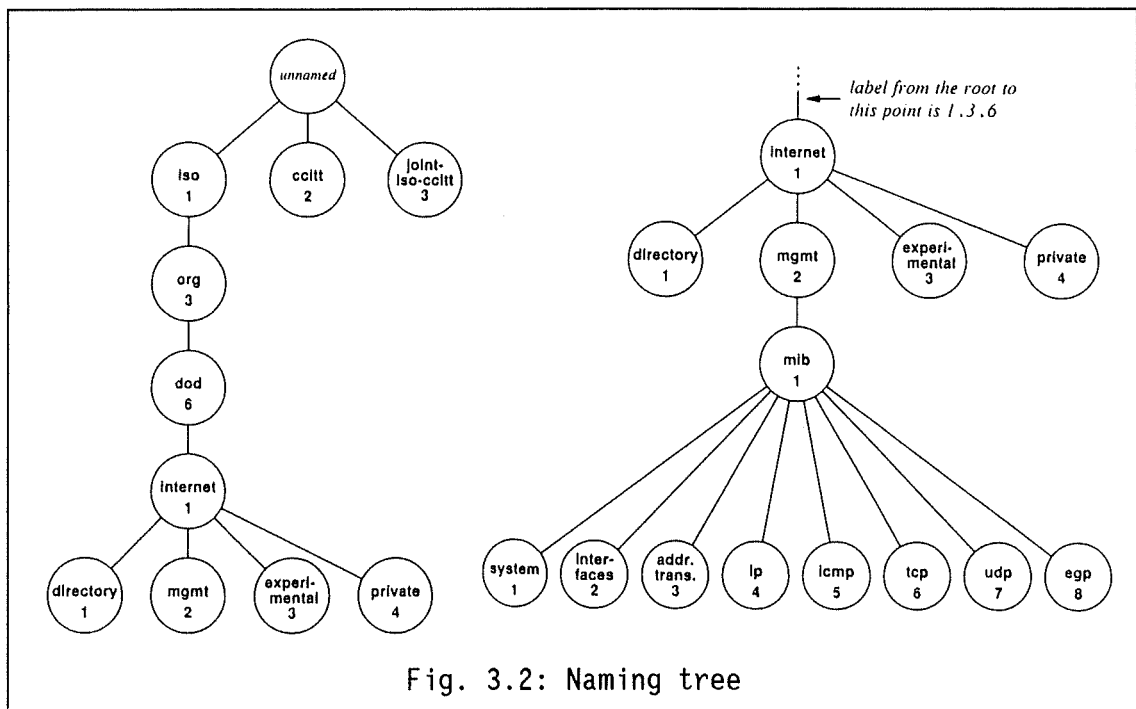 unnamed
iso
1
ccitt
2
joint-
iso-ccitt
3
org
3
dod
6
internet
1
directory
1
mgmt
2
experi-
mental
3
private
4
label from the root to
this point is 1.3.6
internet
1
directory
1
mgmt
2
experi-
mental
3
private
4
mib
1
system
1
inter-
faces
2
addr.
trans.
3
ip
4
icmp
5
tcp
6
udp
7
egp
8
Fig. 3.2: Naming tree